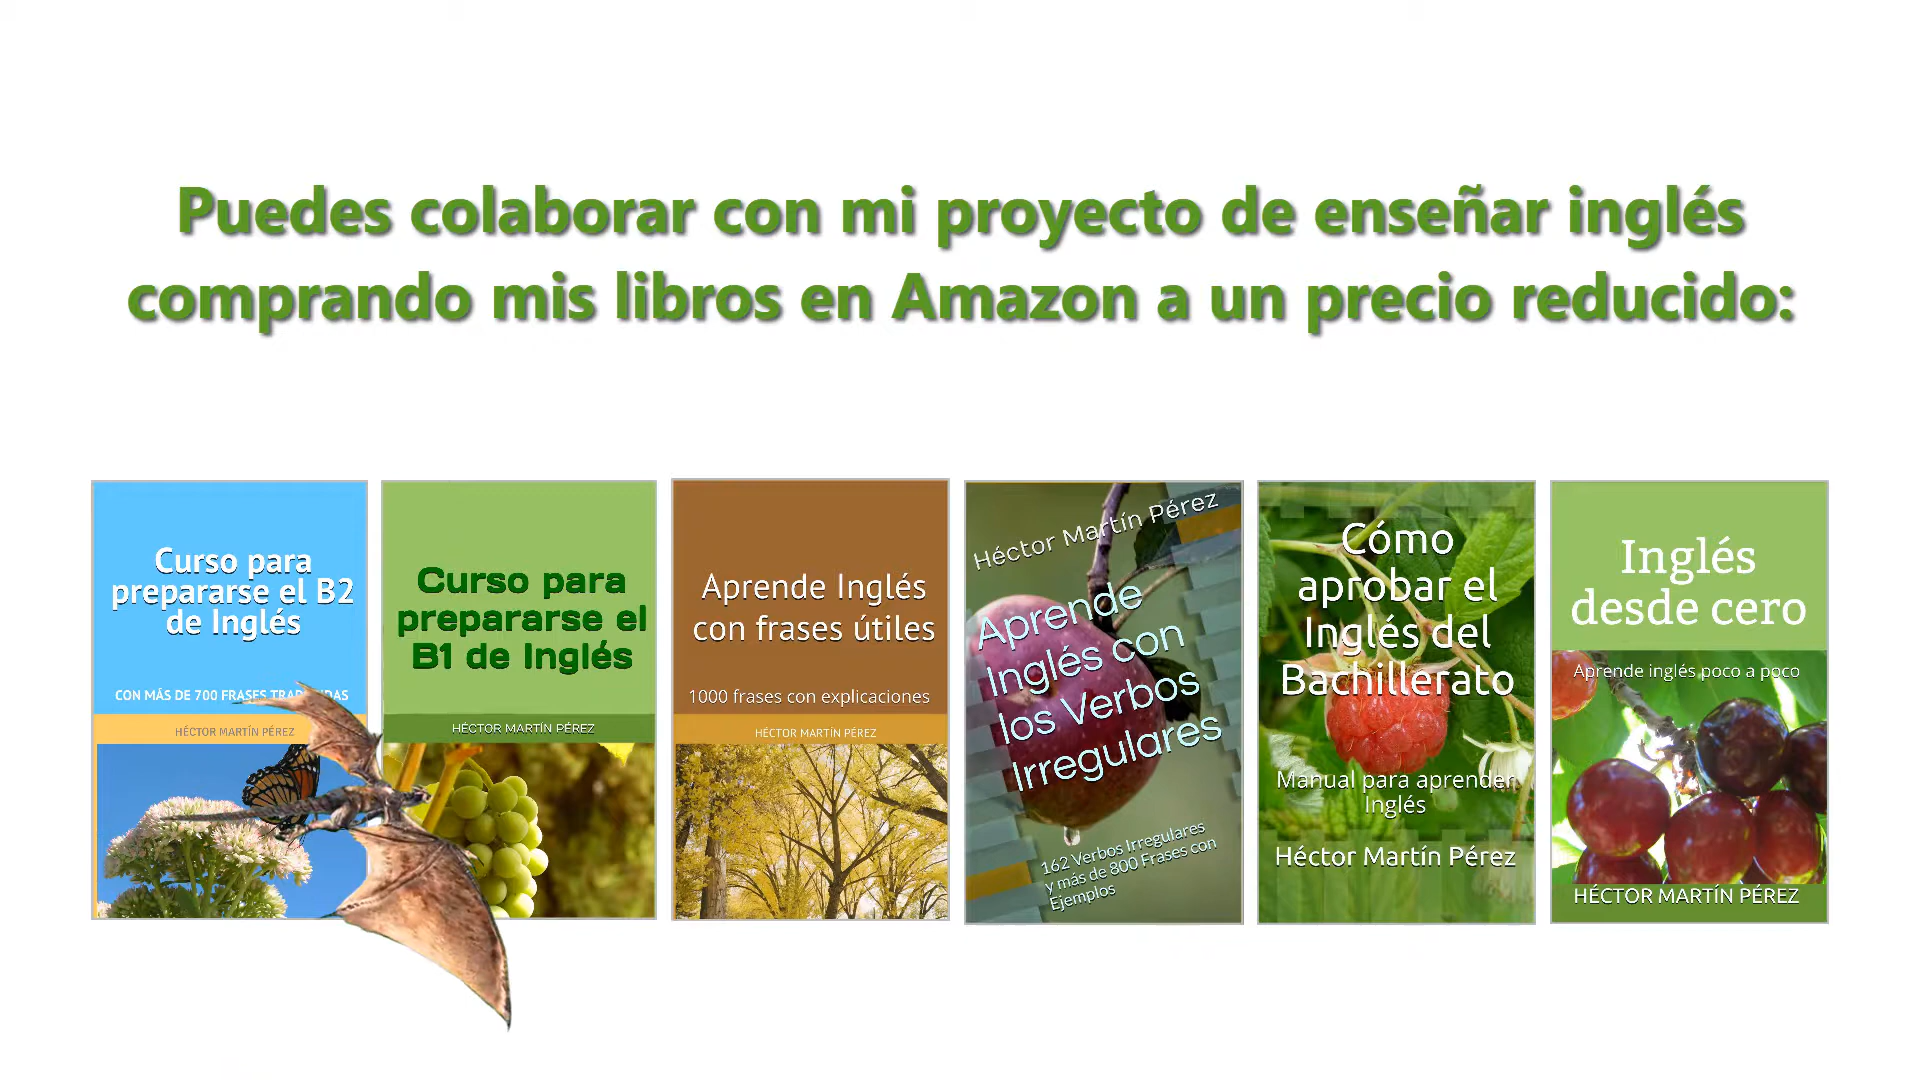 Puedes colaborar con mi proyecto de enseñar inglés
comprando mis libros en Amazon a un precio reducido:
Curso para
prepararse el B2
de Inglés
CON MÁS DE 700 FRASES
HÉCTOR MARTÍN PÉREZ
Curso para
prepararse el
B1 de Inglés
HÉCTOR MARTÍN PÉREZ
Aprende Inglés
con frases útiles
1000 frases con explicaciones
HÉCTOR MARTÍN PÉREZ
Héctor Martín Pérez
Aprende
Inglés con
los Verbos
Irregulares
162 Verbos Irregulares
y más de 800 Frases con
Ejemplos
Cómo
aprobar el
Inglés del
Bachillerato
Manual para aprender
Inglés
Héctor Martín Pérez
Inglés
desde cero
Aprende inglés poco a poco
HÉCTOR MARTÍN PÉREZ